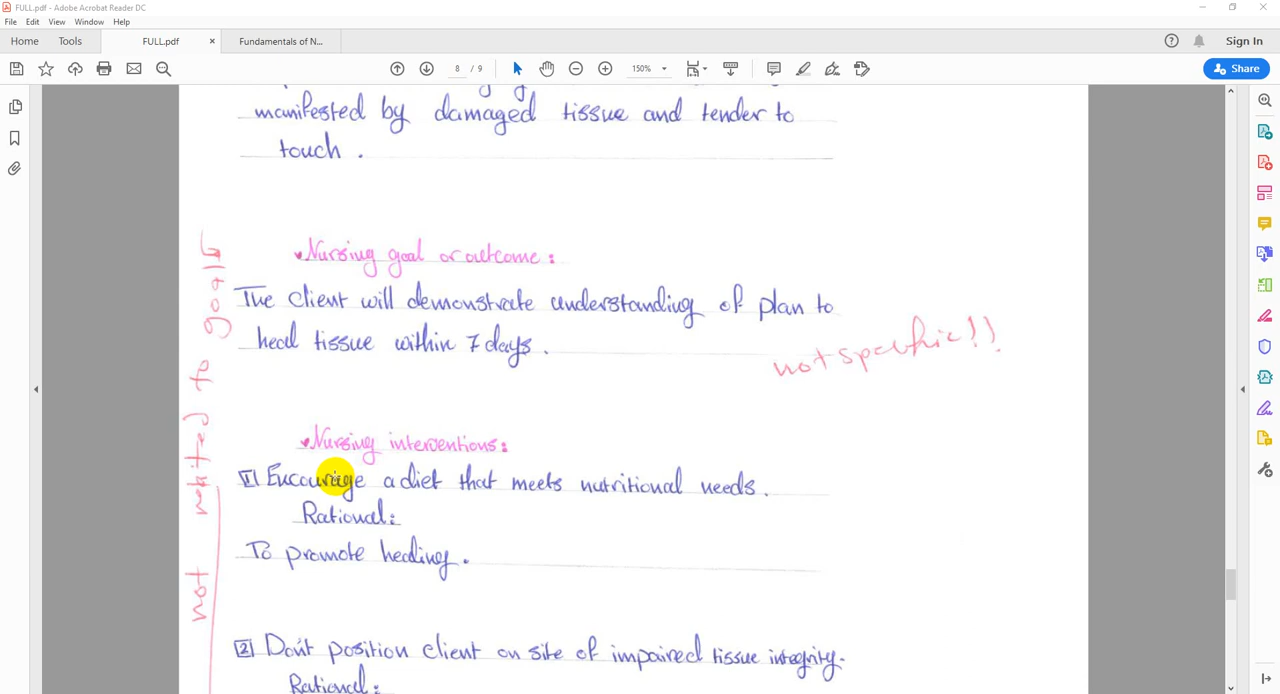 FULL.pdf - Adobe Acrobat Reader DC
File Edit View Window Help
Home Tools FULL.pdf × Fundamentals of N... Sign In
8 / 9 150% Share
manifested by damaged tissue and tender to
touch .
Nursing goal or outcome :
The client will demonstrate understanding of plan to
heal tissue within 7 days .
not specific!!
Nursing interventions :
1 Encourage a diet that meets nutritional needs .
Rational :
To promote healing .
2 Don't position client on site of impaired tissue integrity .
Rational :
not related to goal!!